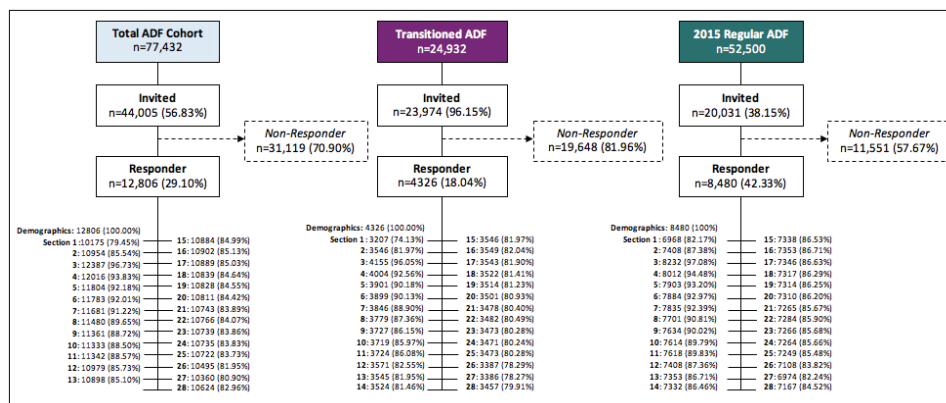 Total ADF Cohort
n=77,432
Invited
n=44,005 (56.83%)
Non-Responder
n=31,119 (70.90%)
Responder
n=12,806 (29.10%)
Demographics: 12806 (100.00%)
Section 1:10175 (79.45%)
2: 10954 (85.54%)
3: 12387 (96.73%)
4: 12016 (93.83%)
5: 11804 (92.18%)
6: 11783 (92.01%)
7: 11681 (91.22%)
8: 11480 (89.65%)
9: 11361 (88.72%)
10: 11333 (88.50%)
11: 11342 (88.57%)
12: 10979 (85.73%)
13: 10898 (85.10%)
15: 10884 (84.99%)
16: 10902 (85.13%)
17: 10889 (85.03%)
18: 10839 (84.64%)
19: 10828 (84.55%)
20: 10811 (84.42%)
21: 10743 (83.89%)
22: 10766 (84.07%)
23: 10739 (83.86%)
24: 10735 (83.83%)
25: 10722 (83.73%)
26: 10495 (81.95%)
27: 10360 (80.90%)
28: 10624 (82.96%)
Transitioned ADF
n=24,932
Invited
n=23,974 (96.15%)
Non-Responder
n=19,648 (81.96%)
Responder
n=4326 (18.04%)
Demographics: 4326 (100.00%)
Section 1: 3207 (74.13%)
2: 3546 (81.97%)
3: 4155 (96.05%)
4: 4004 (92.56%)
5: 3901 (90.18%)
6: 3899 (90.13%)
7: 3846 (88.90%)
8: 3779 (87.36%)
9: 3727 (86.15%)
10: 3719 (85.97%)
11: 3724 (86.08%)
12: 3571 (82.55%)
13: 3545 (81.95%)
14: 3524 (81.46%)
15: 3546 (81.97%)
16: 3549 (82.04%)
17: 3543 (81.90%)
18: 3522 (81.41%)
19: 3514 (81.23%)
20: 3501 (80.93%)
21: 3478 (80.40%)
22: 3482 (80.49%)
23: 3473 (80.28%)
24: 3471 (80.24%)
25: 3473 (80.28%)
26: 3387 (78.29%)
27: 3386 (78.27%)
28: 3457 (79.91%)
2015 Regular ADF
n=52,500
Invited
n=20,031 (38.15%)
Non-Responder
n=11,551 (57.67%)
Responder
n=8,480 (42.33%)
Demographics: 8480 (100%)
Section 1: 6968 (82.17%)
2: 7408 (87.38%)
3: 8232 (97.08%)
4: 8012 (94.48%)
5: 7903 (93.20%)
6: 7884 (92.97%)
7: 7835 (92.39%)
8: 7701 (90.81%)
9: 7634 (90.02%)
10: 7614 (89.79%)
11: 7618 (89.83%)
12: 7408 (87.36%)
13: 7353 (86.71%)
14: 7332 (86.46%)
15: 7338 (86.53%)
16: 7353 (86.71%)
17: 7346 (86.63%)
18: 7317 (86.29%)
19: 7314 (86.25%)
20: 7310 (86.20%)
21: 7265 (85.67%)
22: 7284 (85.90%)
23: 7266 (85.68%)
24: 7264 (85.66%)
25: 7249 (85.48%)
26: 7108 (83.82%)
27: 6974 (82.24%)
28: 7167 (84.52%)